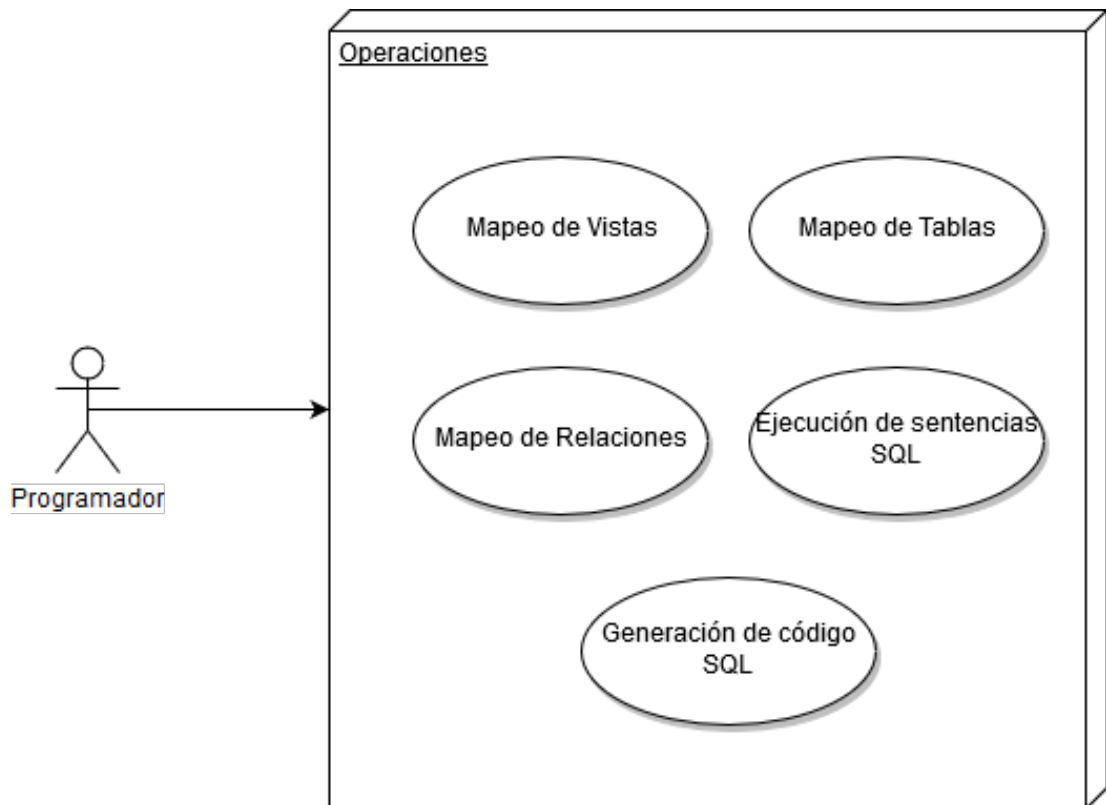 Operaciones
Mapeo de Vistas
Mapeo de Tablas
Mapeo de Relaciones
Ejecución de sentencias
SQL
Programador
Generación de código
SQL